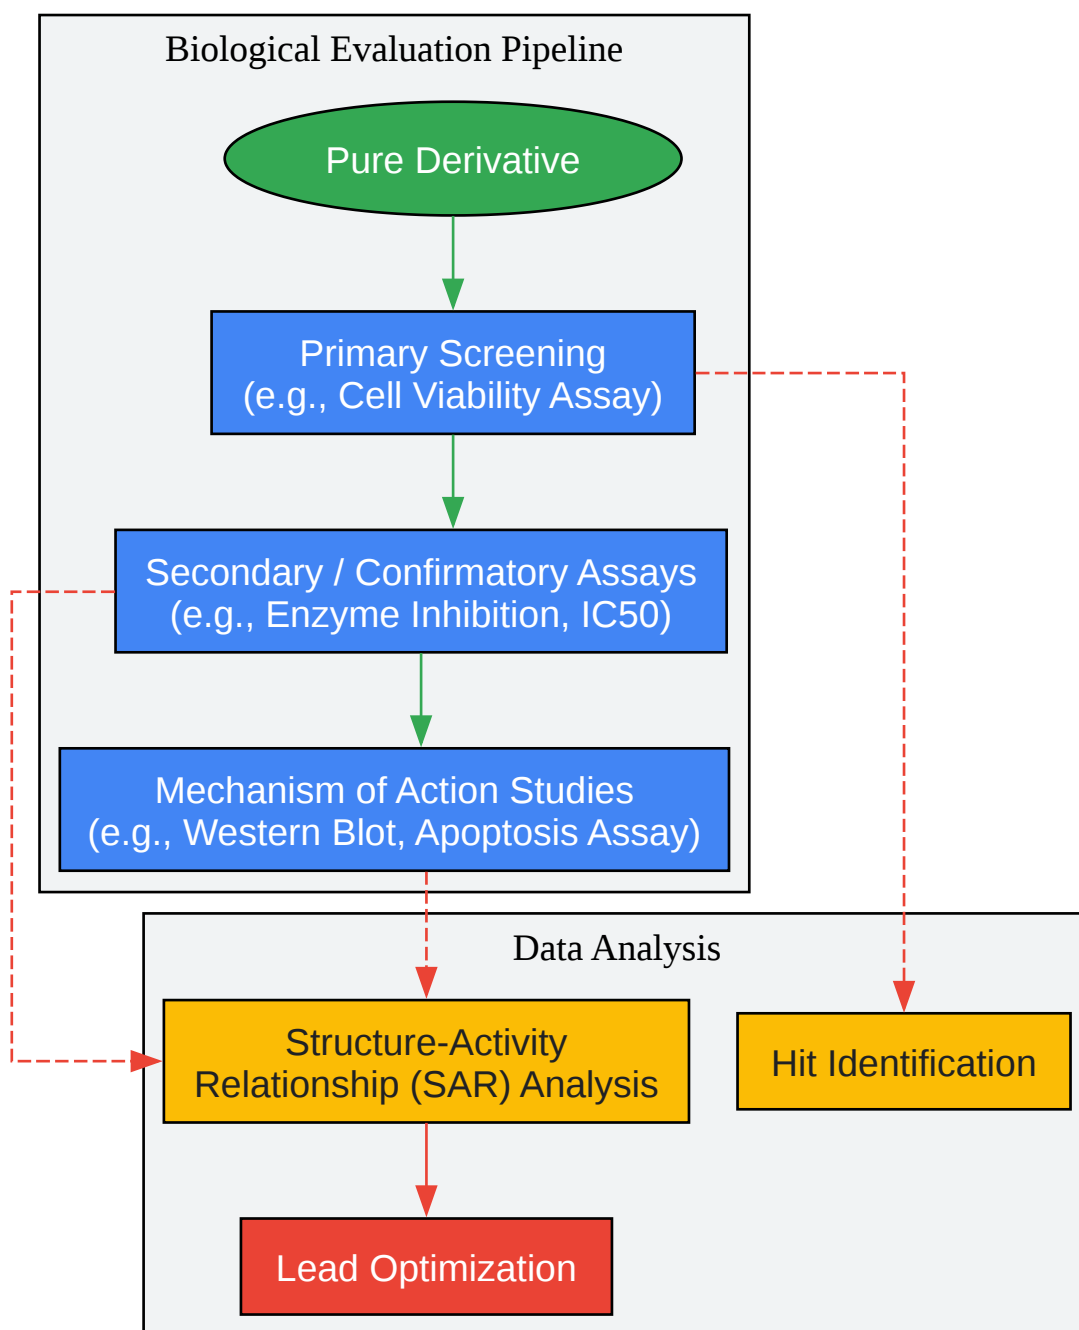 Biological Evaluation Pipeline
Pure Derivative
Primary Screening
(e.g., Cell Viability Assay)
Secondary / Confirmatory Assays
(e.g., Enzyme Inhibition, IC50)
Mechanism of Action Studies
(e.g., Western Blot, Apoptosis Assay)
Data Analysis
Structure-Activity
Relationship (SAR) Analysis
Hit Identification
Lead Optimization